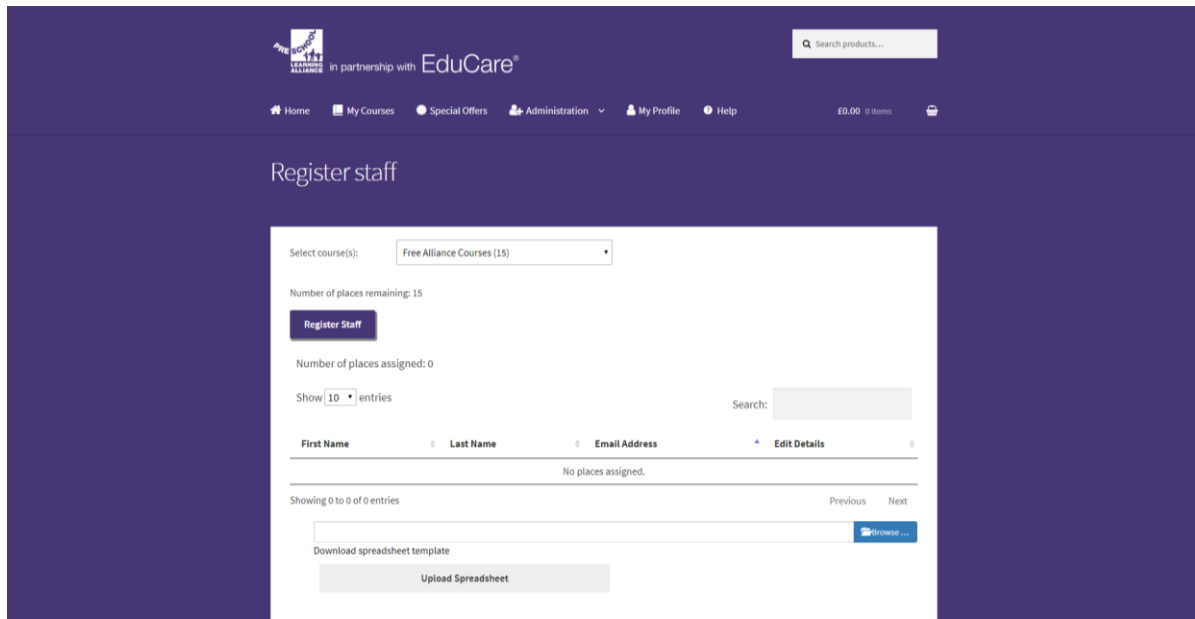 PRE SCHOOL
LEARNING
ALLIANCE
in partnership with EduCare®
Search products...
Home My Courses Special Offers Administration My Profile Help £0.00 0 items
Register staff
Select course(s): Free Alliance Courses (15)
Number of places remaining: 15
Register Staff
Number of places assigned: 0
Show 10 entries
Search:
First Name Last Name Email Address Edit Details
No places assigned.
Showing 0 to 0 of 0 entries Previous Next
Browse ...
Download spreadsheet template
Upload Spreadsheet